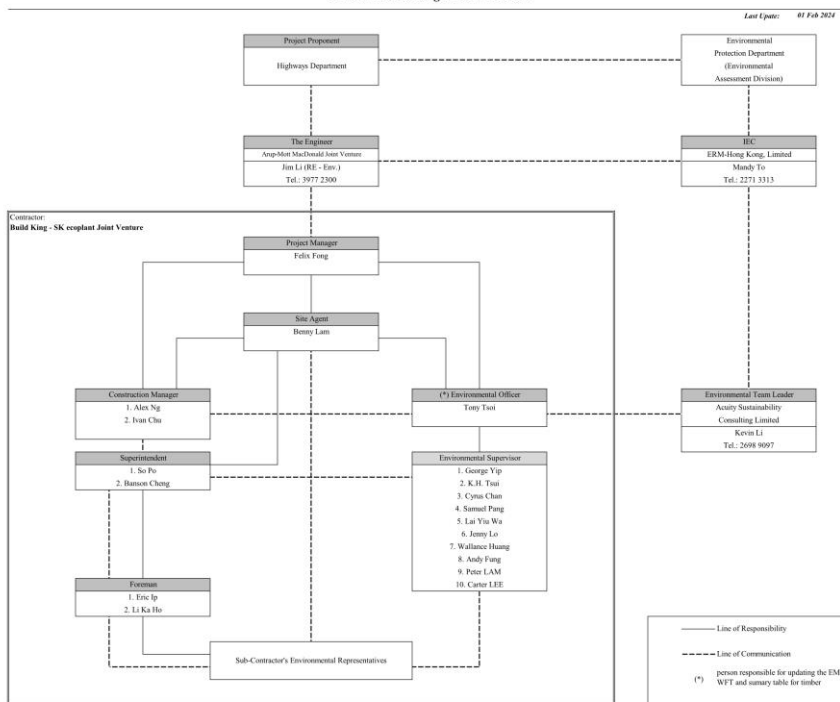 Last Upate: 01 Feb 2024
Project Proponent
Highways Department
Environmental
Protection Department
(Environmental
Assessment Division)
The Engineer
Arup-Mott MacDonald Joint Venture
Jim Li (RE - Env.)
Tel.: 3977 2300
IEC
ERM-Hong Kong, Limited
Mandy To
Tel.: 2271 3313
Contractor:
Build King - SK ecoplant Joint Venture
Project Manager
Felix Fong
Site Agent
Benny Lam
Construction Manager
1. Alex Ng
2. Ivan Chu
(*) Environmental Officer
Tony Tsoi
Environmental Team Leader
Acuity Sustainability
Consulting Limited
Kevin Li
Tel.: 2698 9097
Superintendent
1. So Po
2. Banson Cheng
Environmental Supervisor
1. George Yip
2. K.H. Tsui
3. Cyrus Chan
4. Samuel Pang
5. Lai Yiu Wa
6. Jenny Lo
7. Wallance Huang
8. Andy Fung
9. Peter LAM
10. Carter LEE
Foreman
1. Eric Ip
2. Li Ka Ho
Sub-Contractor's Environmental Representatives
Line of Responsibility
Line of Communication
(*) person responsible for updating the EM
WFT and sumary table for timber